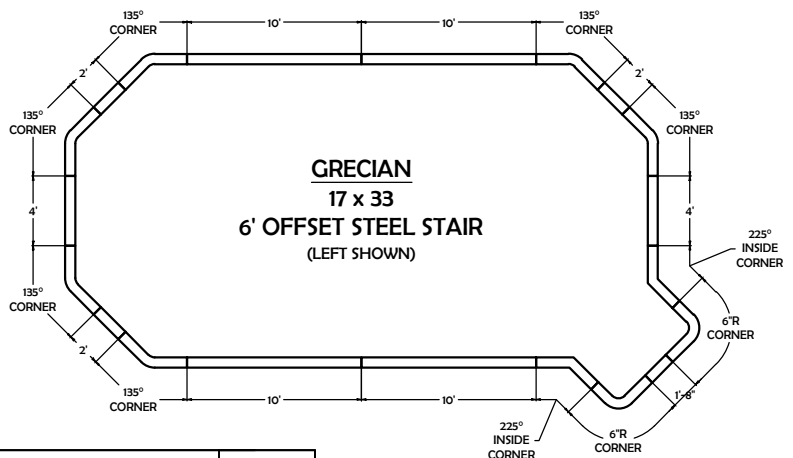 135°
CORNER
10'
10'
135°
CORNER
2'
2'
135°
CORNER
135°
CORNER
GRECIAN
17 x 33
6' OFFSET STEEL STAIR
(LEFT SHOWN)
4'
4'
225°
INSIDE
CORNER
135°
CORNER
6"R
CORNER
2'
135°
CORNER
10'
10'
1'-8"
225°
INSIDE
CORNER
6"R
CORNER